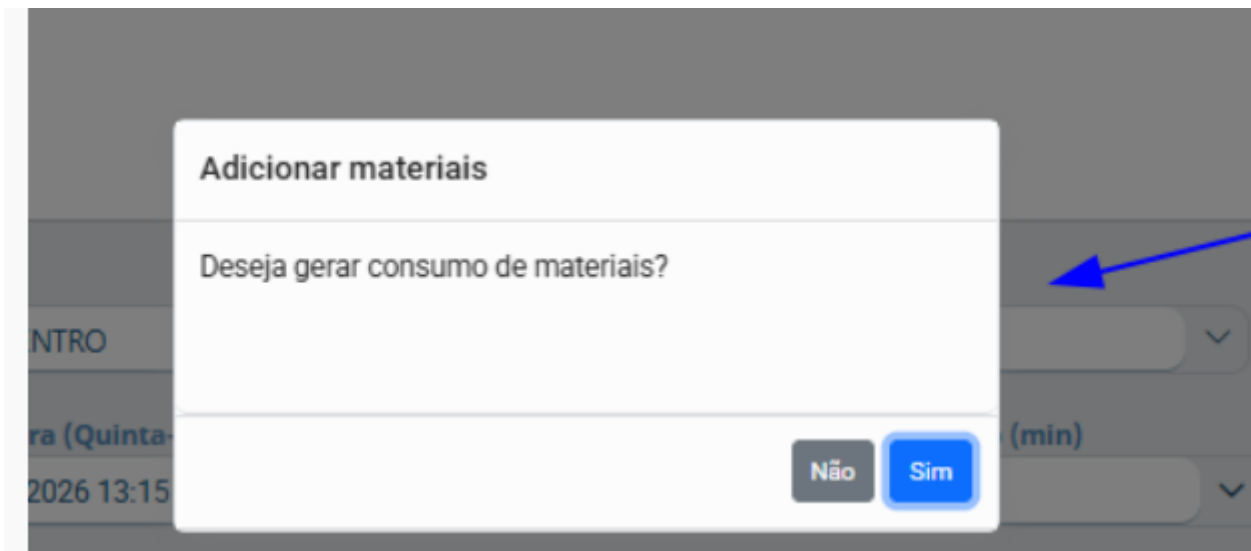 Adicionar materiais
Deseja gerar consumo de materiais?
NTRO
ra (Quinta-
(min)
2026 13:15
Não
Sim